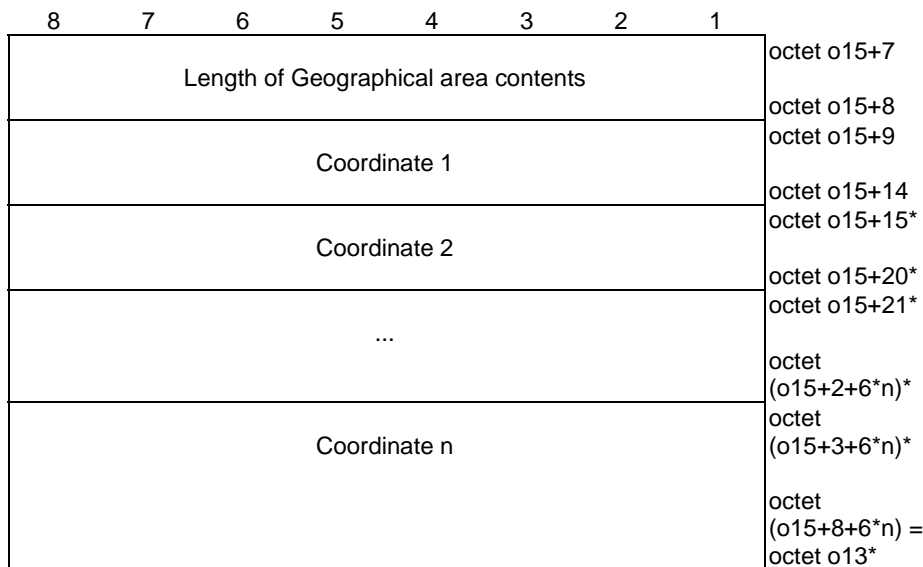 8 7 6 5 4 3 2 1
octet o15+7
Length of Geographical area contents
octet o15+8
octet o15+9
Coordinate 1
octet o15+14
octet o15+15*
Coordinate 2
octet o15+20*
octet o15+21*
...
octet
(o15+2+6*n)*
octet
(o15+3+6*n)*
Coordinate n
octet
(o15+8+6*n) =
octet o13*